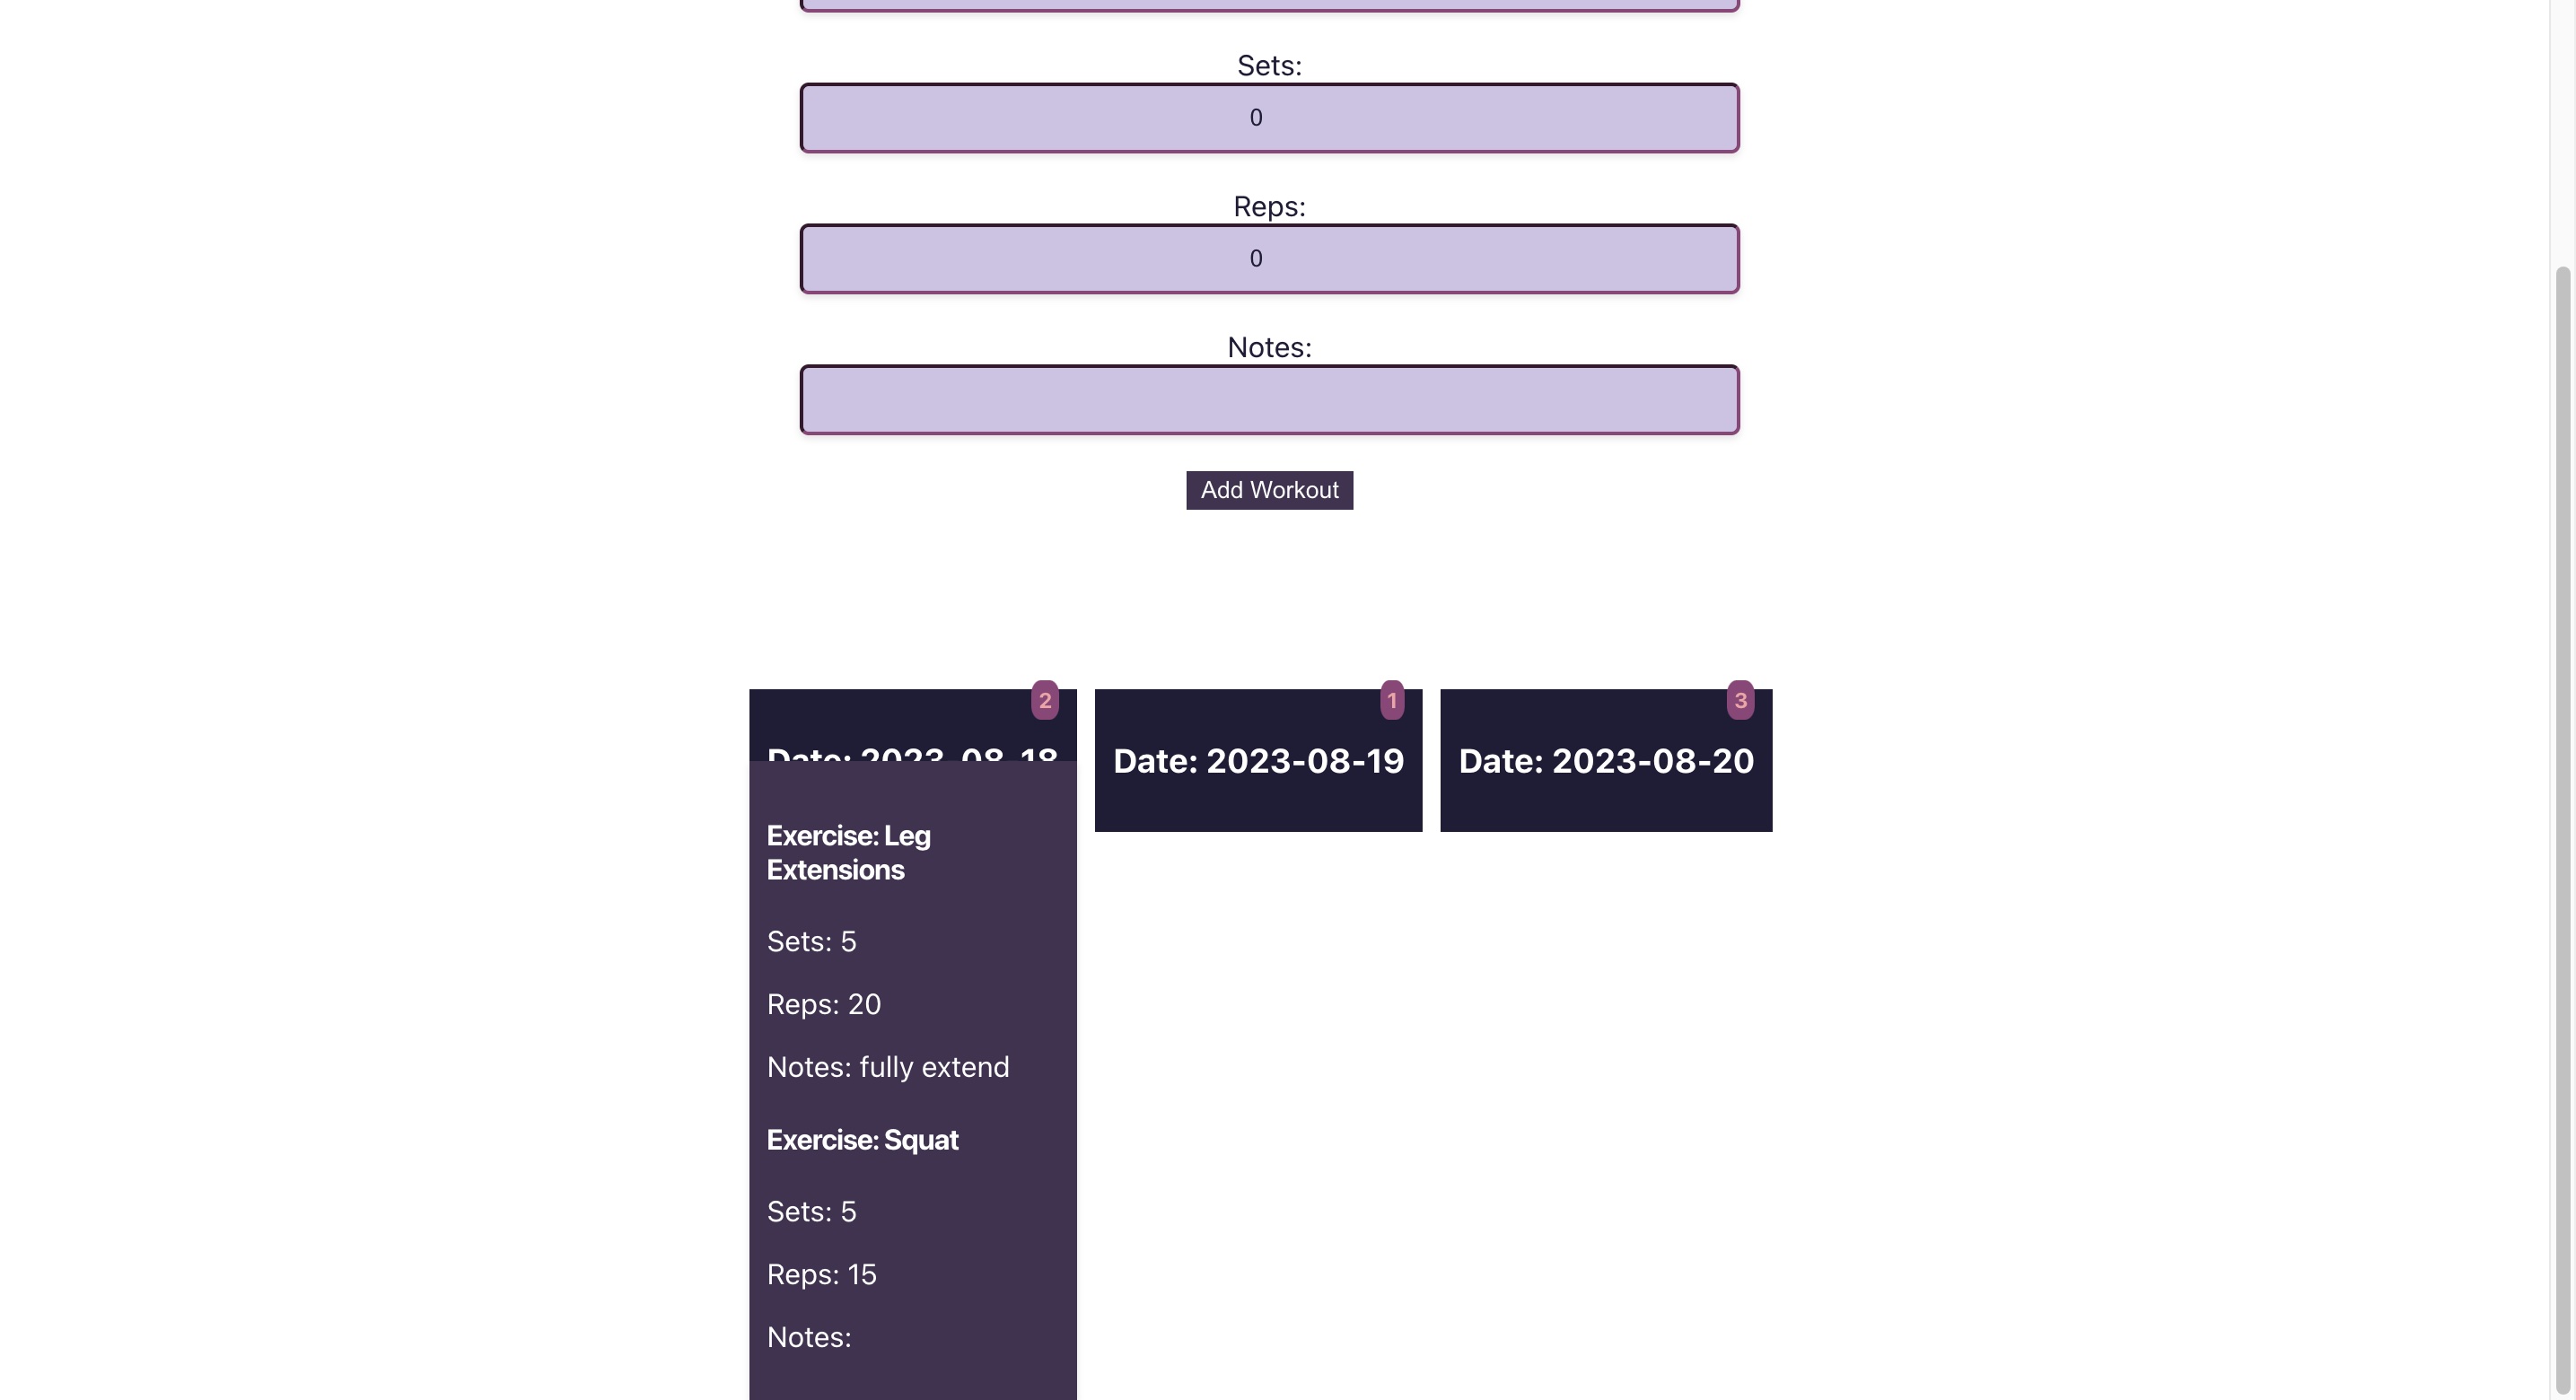 Sets:
0
Reps:
0
Notes:
Add Workout
2
Date: 2023-08-18
1
Date: 2023-08-19
3
Date: 2023-08-20
Exercise: Leg
Extensions
Sets: 5
Reps: 20
Notes: fully extend
Exercise: Squat
Sets: 5
Reps: 15
Notes: